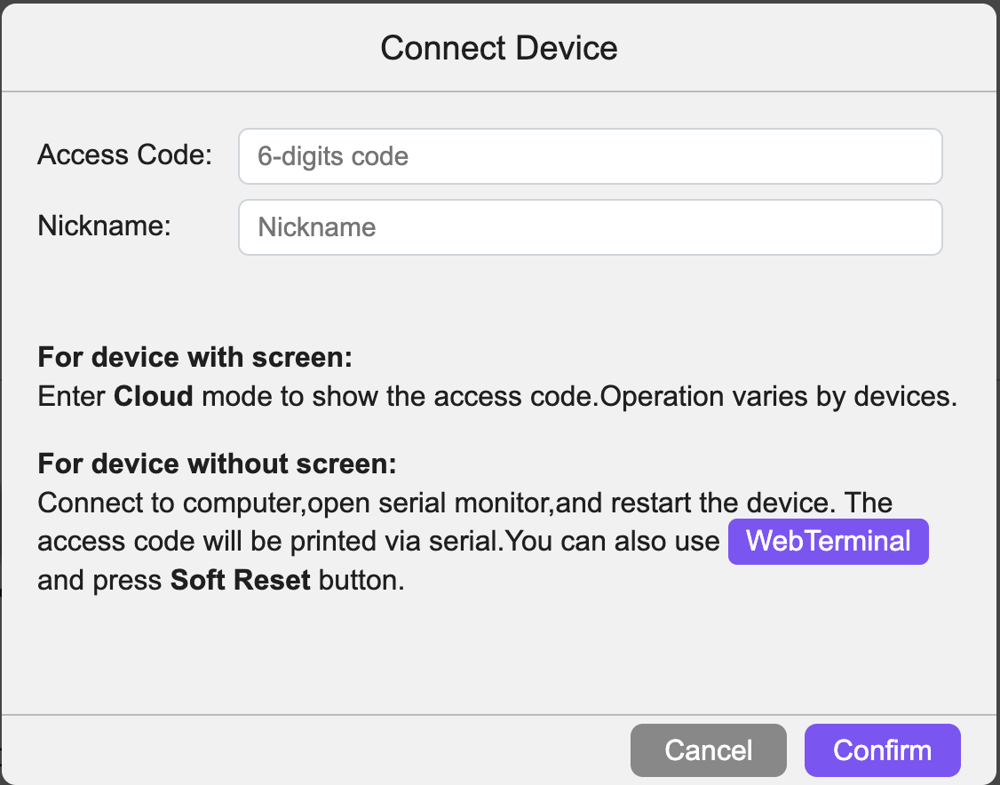 Connect Device
Access Code: 6-digits code
Nickname: Nickname
For device with screen:
Enter Cloud mode to show the access code.Operation varies by devices.
For device without screen:
Connect to computer,open serial monitor,and restart the device. The
access code will be printed via serial.You can also use WebTerminal
and press Soft Reset button.
Cancel Confirm